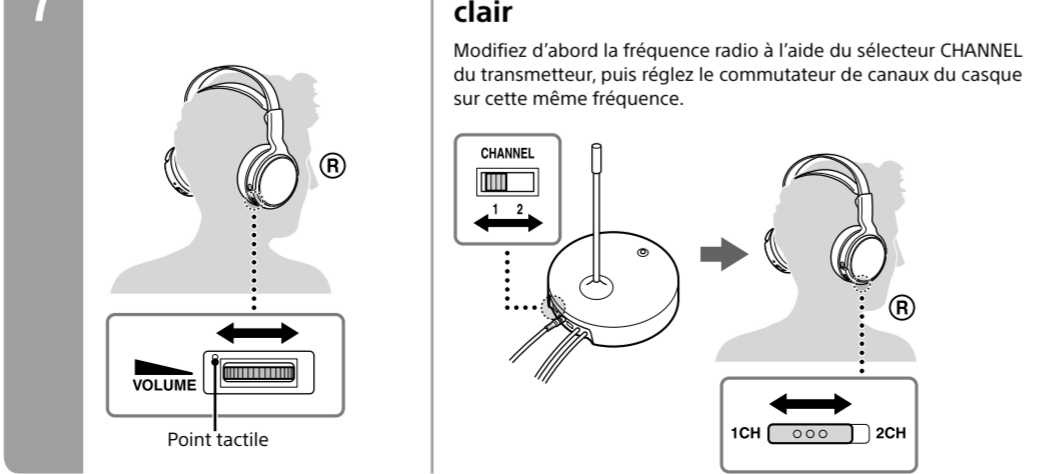 7
Ⓡ
VOLUME
Point tactile
clair
Modifiez d’abord la fréquence radio à l’aide du sélecteur CHANNEL
du transmetteur, puis réglez le commutateur de canaux du casque
sur cette même fréquence.
CHANNEL
1 2
Ⓡ
1CH 2CH